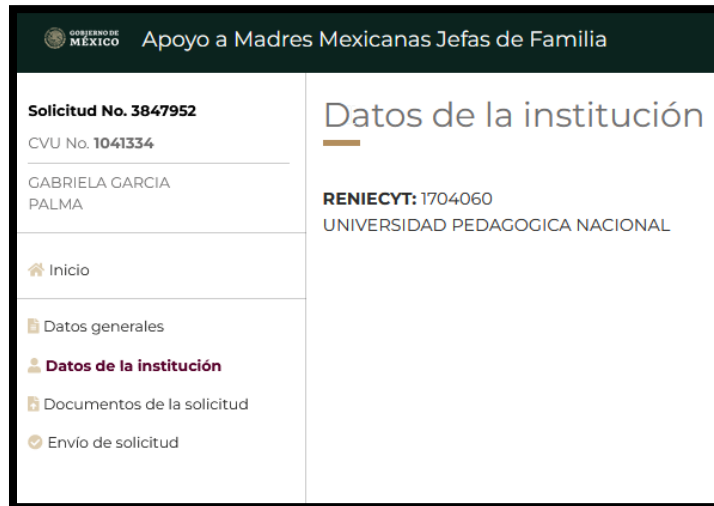 GOBIERNO DE
MÉXICO
Apoyo a Madres Mexicanas Jefas de Familia
Solicitud No. 3847952
CVU No. 1041334
GABRIELA GARCIA
PALMA
Inicio
Datos generales
Datos de la institución
Documentos de la solicitud
Envío de solicitud
Datos de la institución
RENIECYT: 1704060
UNIVERSIDAD PEDAGOGICA NACIONAL